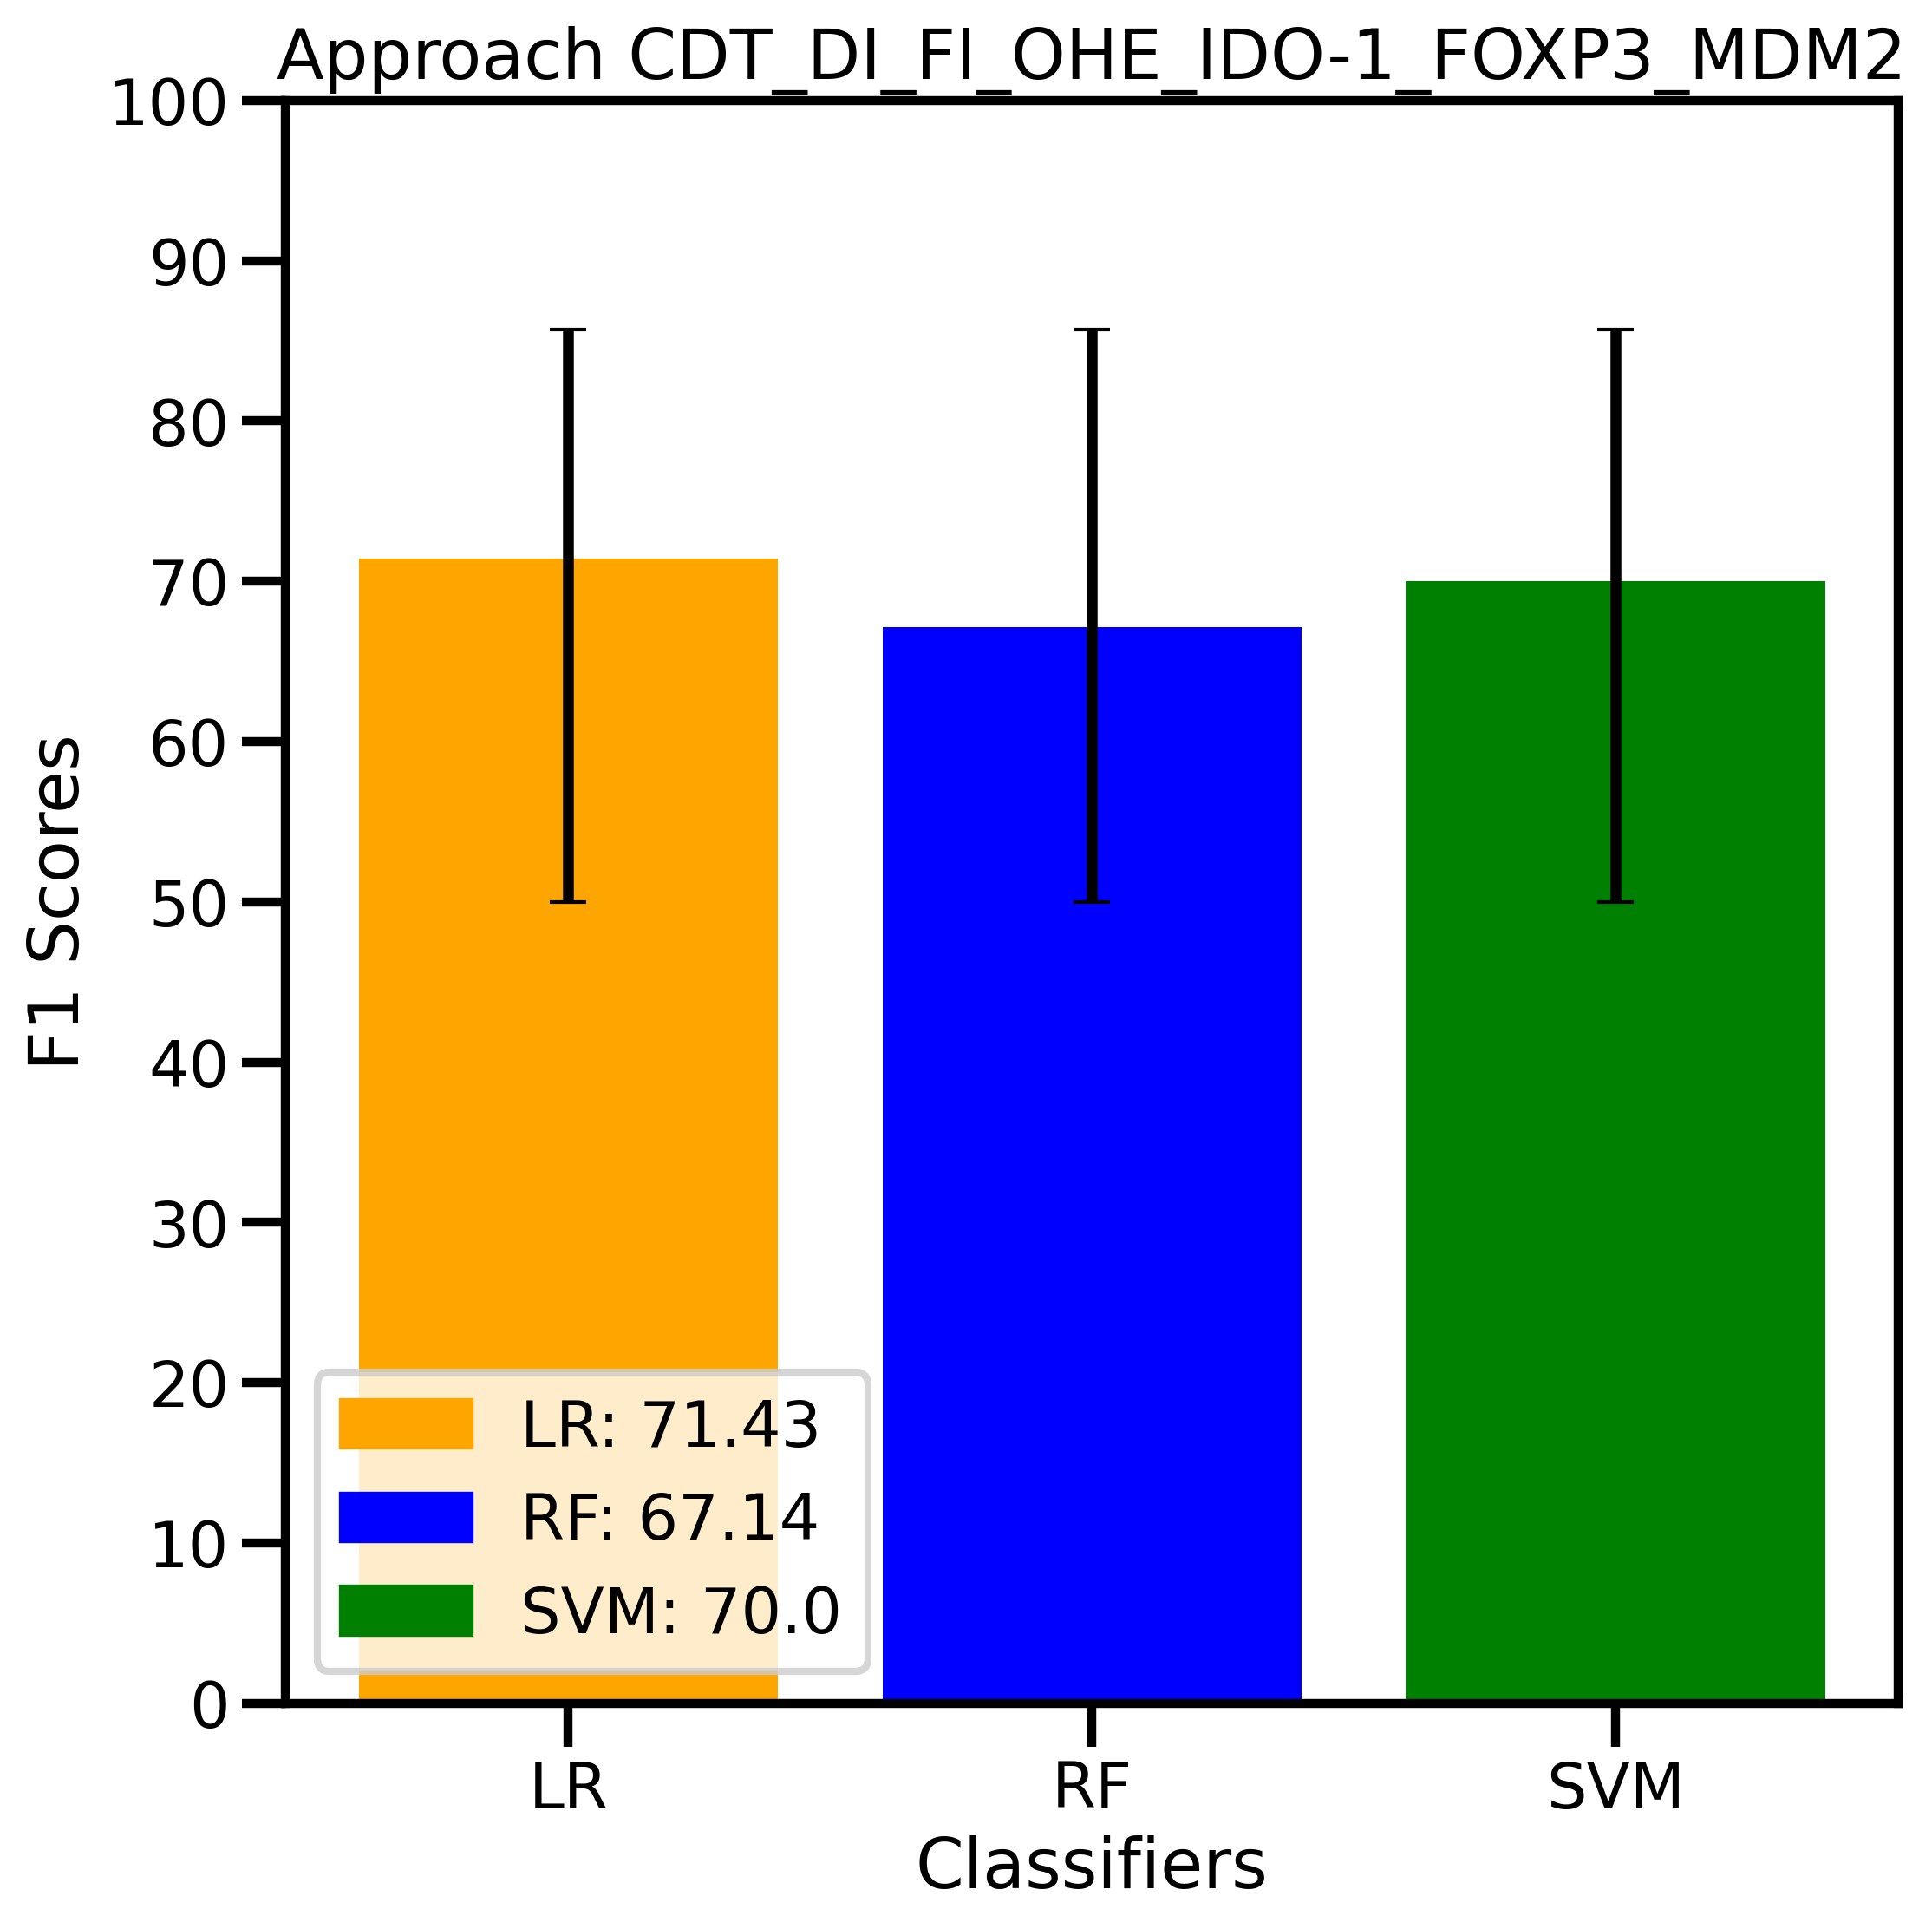 Approach CDT_DI_FI_OHE_IDO-1_FOXP3_MDM2
100
90
80
70
60
50
40
30
20
10
0
F1 Scores
LR: 71.43
RF: 67.14
SVM: 70.0
LR RF SVM
Classifiers